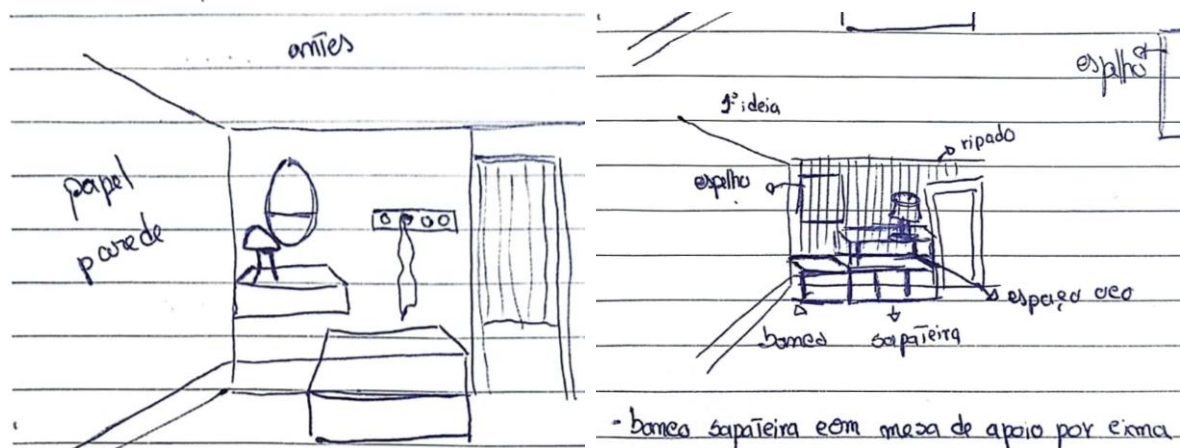 antes
papel
parede
espelho
1ª ideia
ripado
espelho
espaço oco
banco
sapateira
- banco sapateira com mesa de apoio por cima